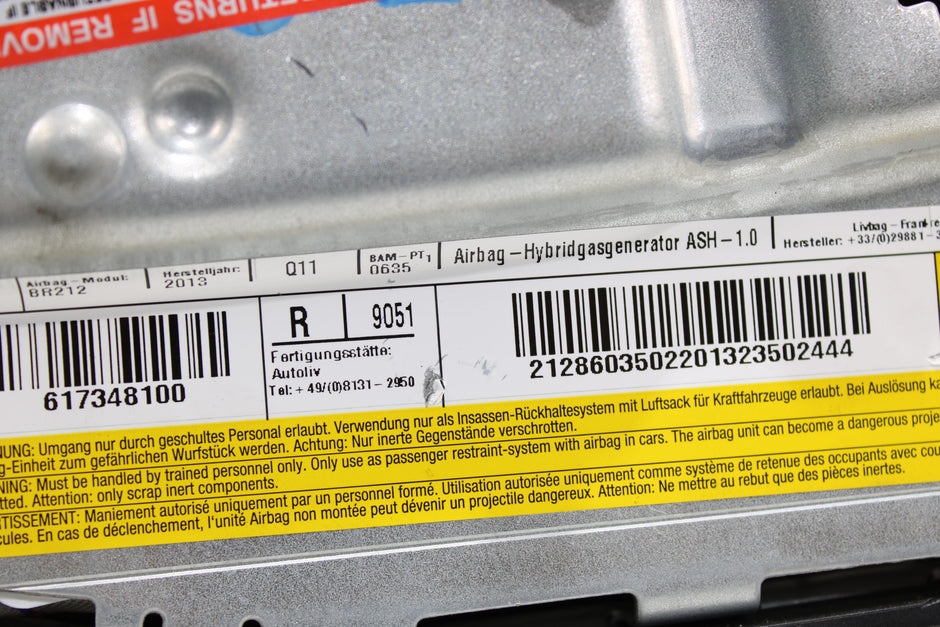 RETURNS IF REMOV
Airbag-Modul:
BR212
Herstelljahr:
2013
Q11
BAM-PT1
0635
Airbag-Hybridgasgenerator ASH-1.0
Livbag-Frankre
Hersteller: +33/(0)29881-3
617348100
R 9051
Fertigungsstätte:
Autoliv
Tel: + 49/(0)8131-2950
2128603502201323502444
NUNG: Umgang nur durch geschultes Personal erlaubt. Verwendung nur als Insassen-Rückhaltesystem mit Luftsack für Kraftfahrzeuge erlaubt. Bei Auslösung ka
g-Einheit zum gefährlichen Wurfstück werden. Achtung: Nur inerte Gegenstände verschrotten.
NING: Must be handled by trained personnel only. Only use as passenger restraint-system with airbag in cars. The airbag unit can become a dangerous proje
tted. Attention: only scrap inert components.
RTISSEMENT: Maniement autorisé uniquement par un personnel formé. Utilisation autorisée uniquement comme système de retenue des occupants avec cou
cules. En cas de déclenchement, l'unité Airbag non montée peut dévenir un projectile dangereux. Attention: Ne mettre au rebut que des pièces inertes.